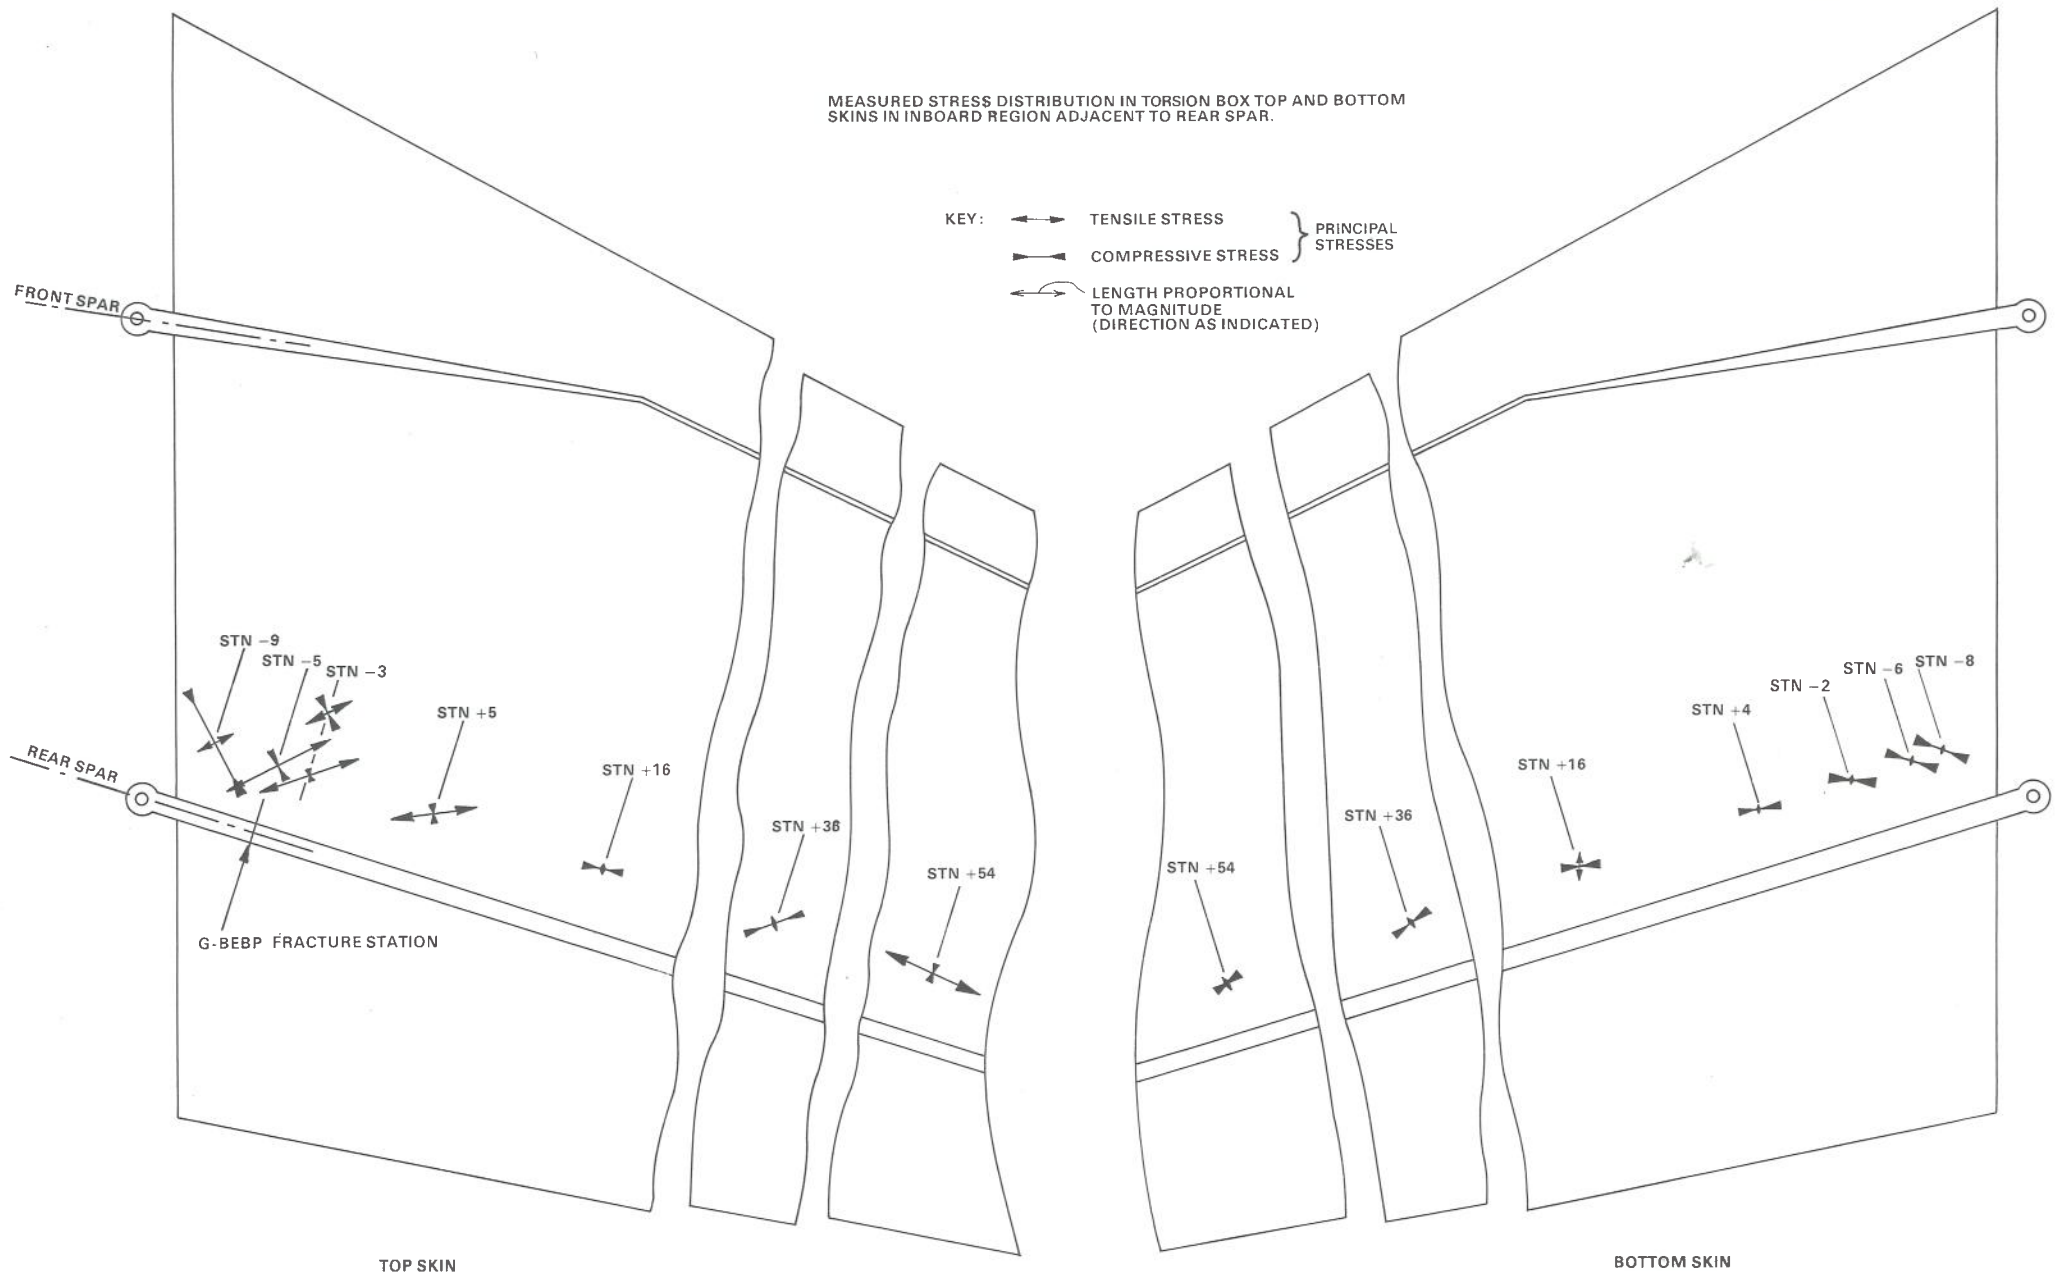 MEASURED STRESS DISTRIBUTION IN TORSION BOX TOP AND BOTTOM
SKINS IN INBOARD REGION ADJACENT TO REAR SPAR.
KEY:
TENSILE STRESS
COMPRESSIVE STRESS
PRINCIPAL
STRESSES
LENGTH PROPORTIONAL
TO MAGNITUDE
(DIRECTION AS INDICATED)
FRONT SPAR
STN −9
STN −5
STN −3
STN +5
REAR SPAR
STN +16
STN +36
STN +54
G-BEBP FRACTURE STATION
STN +54
STN +36
STN +16
STN +4
STN −2
STN −6
STN −8
TOP SKIN
BOTTOM SKIN